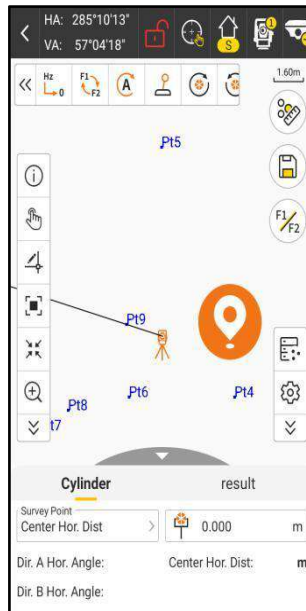 HA: 285°10'13"
VA: 57°04'18"
S
1
Hz
0
F1
F2
A
1.60m
Pt5
F1/F2
Pt9
Pt6
Pt4
Pt8
t7
Cylinder result
Survey Point
Center Hor. Dist 0.000 m
Dir. A Hor. Angle: Center Hor. Dist: m
Dir. B Hor. Angle: